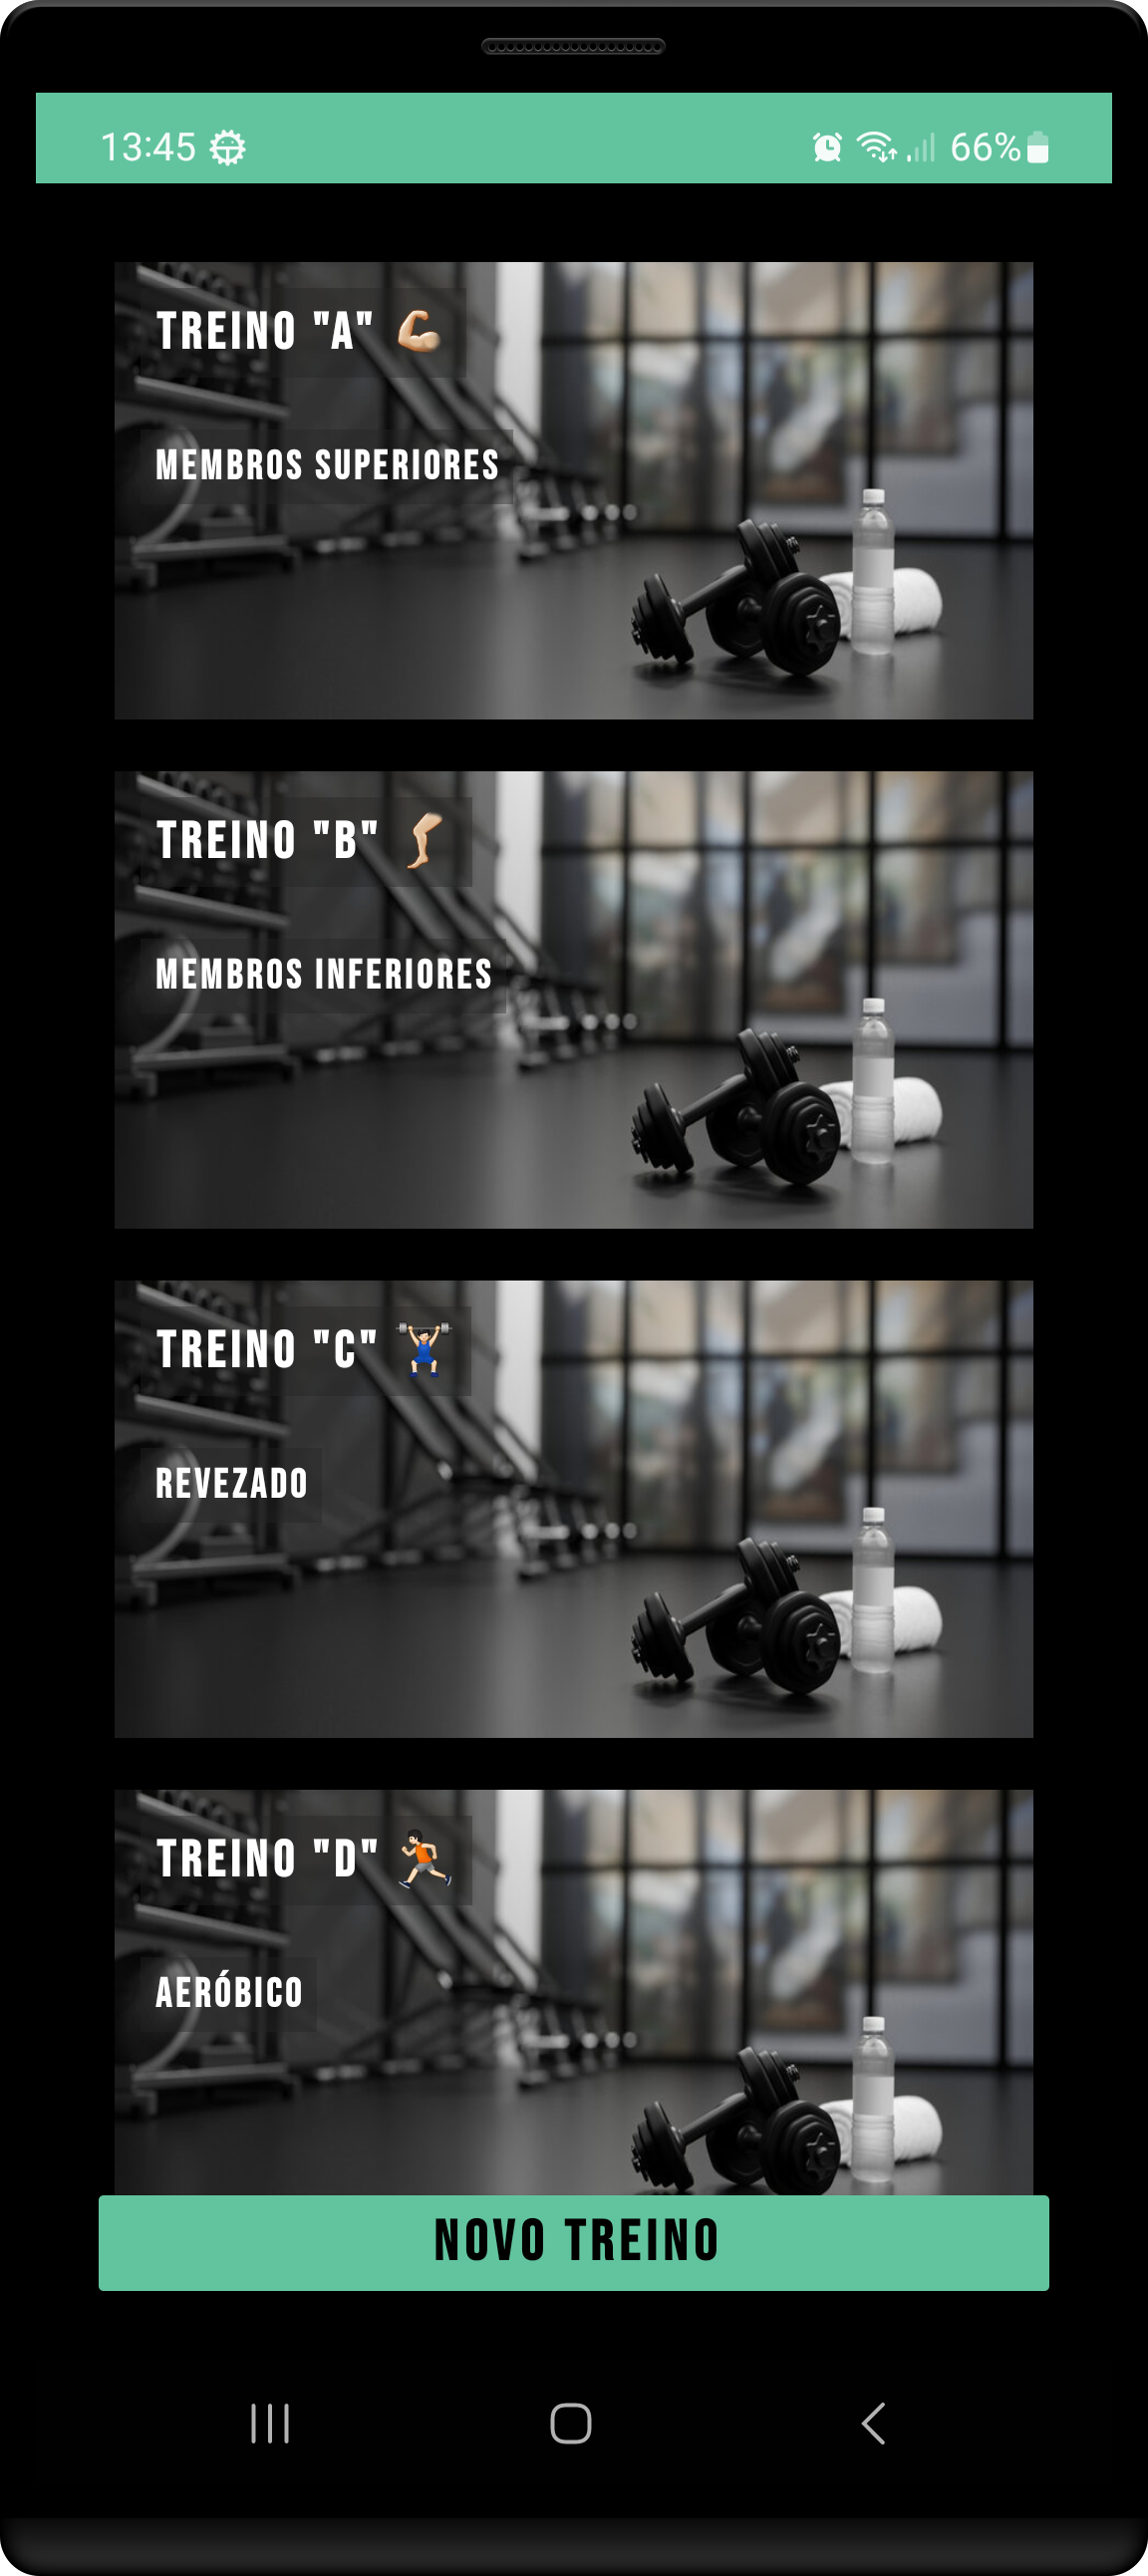 13:45
66%
TREINO "A" 💪🏼
MEMBROS SUPERIORES
TREINO "B" 🦵🏼
MEMBROS INFERIORES
TREINO "C" 🏋🏻
REVEZADO
TREINO "D" 🏃🏻
AERÓBICO
NOVO TREINO